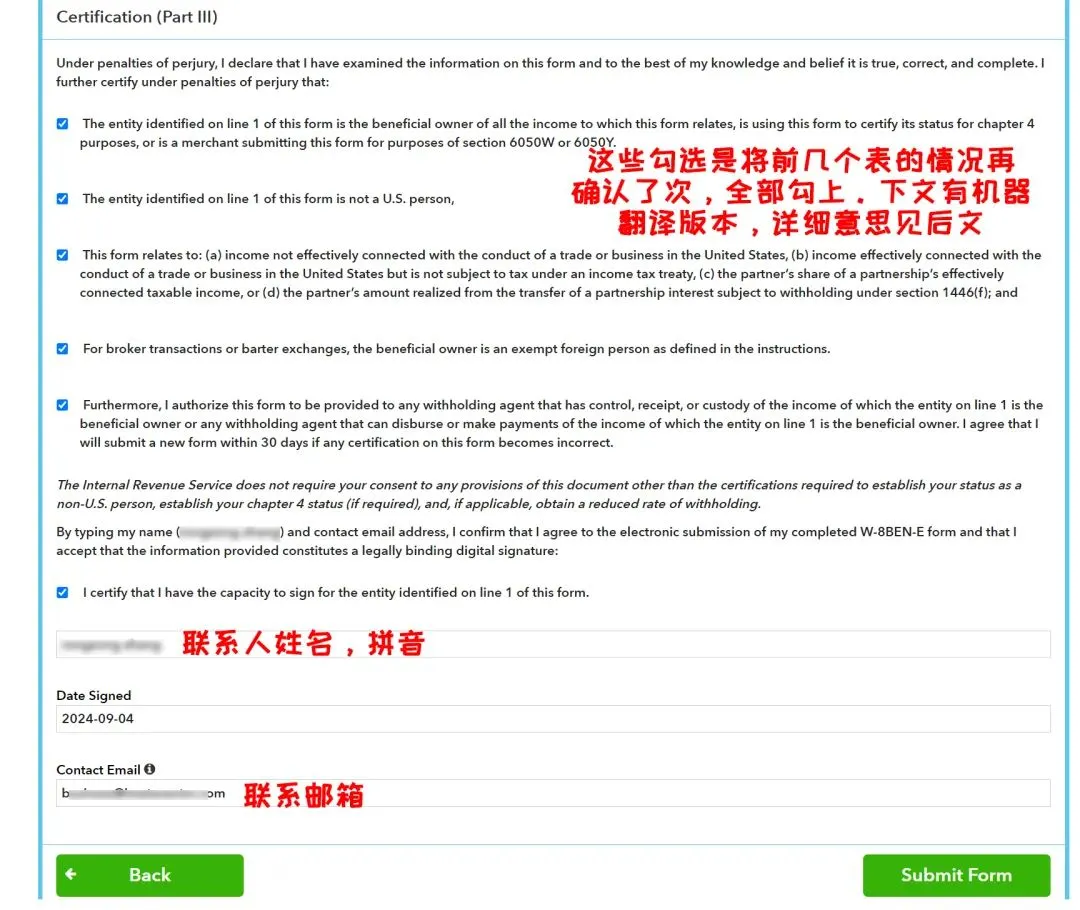 Certification (Part III)
Under penalties of perjury, I declare that I have examined the information on this form and to the best of my knowledge and belief it is true, correct, and complete. I
further certify under penalties of perjury that:
The entity identified on line 1 of this form is the beneficial owner of all the income to which this form relates, is using this form to certify its status for chapter 4
purposes, or is a merchant submitting this form for purposes of section 6050W or 6050Y.
这些勾选是将前几个表的情况再
确认了次，全部勾上．下文有机器
翻译版本，详细意思见后文
The entity identified on line 1 of this form is not a U.S. person,
This form relates to: (a) income not effectively connected with the conduct of a trade or business in the United States, (b) income effectively connected with the
conduct of a trade or business in the United States but is not subject to tax under an income tax treaty, (c) the partner's share of a partnership's effectively
connected taxable income, or (d) the partner's amount realized from the transfer of a partnership interest subject to withholding under section 1446(f); and
For broker transactions or barter exchanges, the beneficial owner is an exempt foreign person as defined in the instructions.
Furthermore, I authorize this form to be provided to any withholding agent that has control, receipt, or custody of the income of which the entity on line 1 is the
beneficial owner or any withholding agent that can disburse or make payments of the income of which the entity on line 1 is the beneficial owner. I agree that I
will submit a new form within 30 days if any certification on this form becomes incorrect.
The Internal Revenue Service does not require your consent to any provisions of this document other than the certifications required to establish your status as a
non-U.S. person, establish your chapter 4 status (if required), and, if applicable, obtain a reduced rate of withholding.
By typing my name () and contact email address, I confirm that I agree to the electronic submission of my completed W-8BEN-E form and that I
accept that the information provided constitutes a legally binding digital signature:
I certify that I have the capacity to sign for the entity identified on line 1 of this form.
联系人姓名，拼音
Date Signed
2024-09-04
Contact Email
联系邮箱
Back
Submit Form